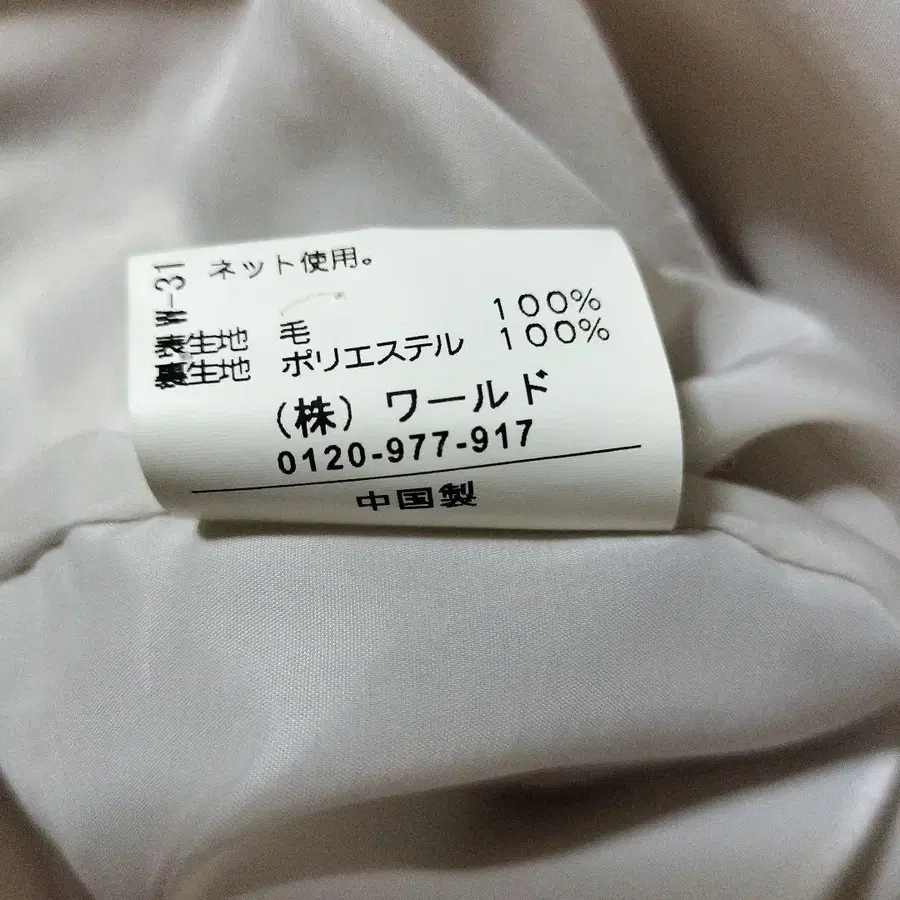 W-31 ネット使用。
表生地 毛 100%
裏生地 ポリエステル 100%
(株) ワールド
0120-977-917
中国製